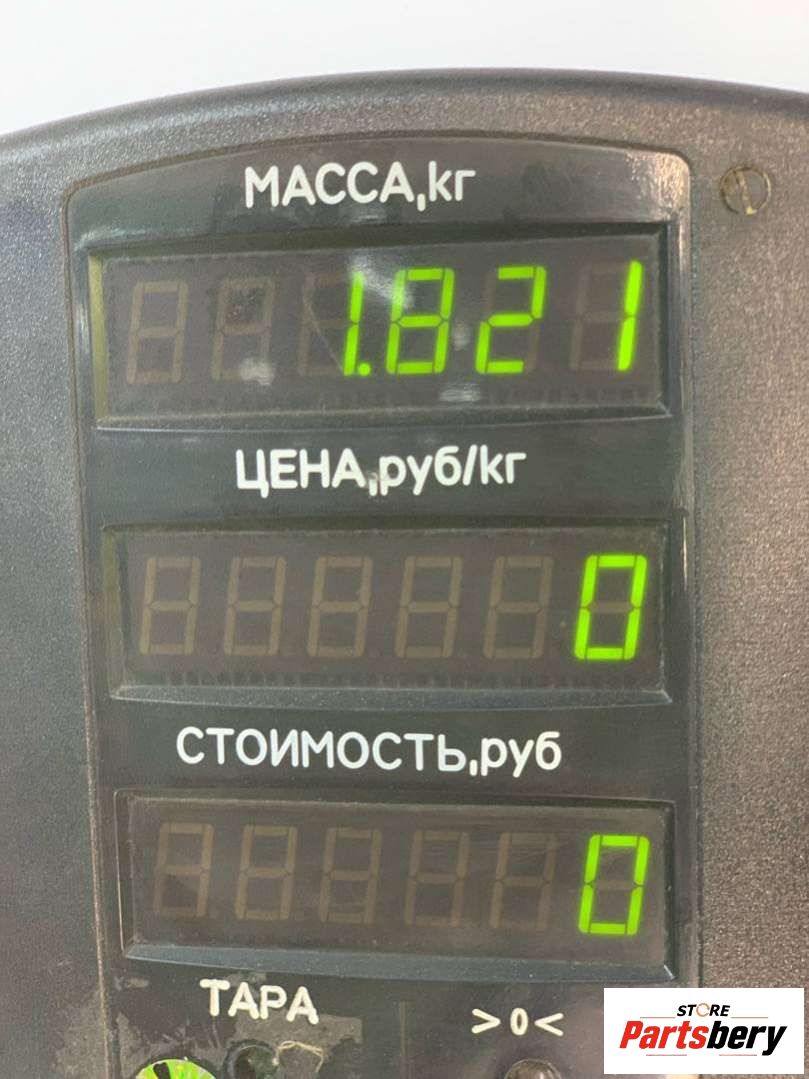 МАССА,кг
1.821
ЦЕНА,руб/кг
0
СТОИМОСТЬ,руб
0
ТАРА >0<
STORE
Partsbery